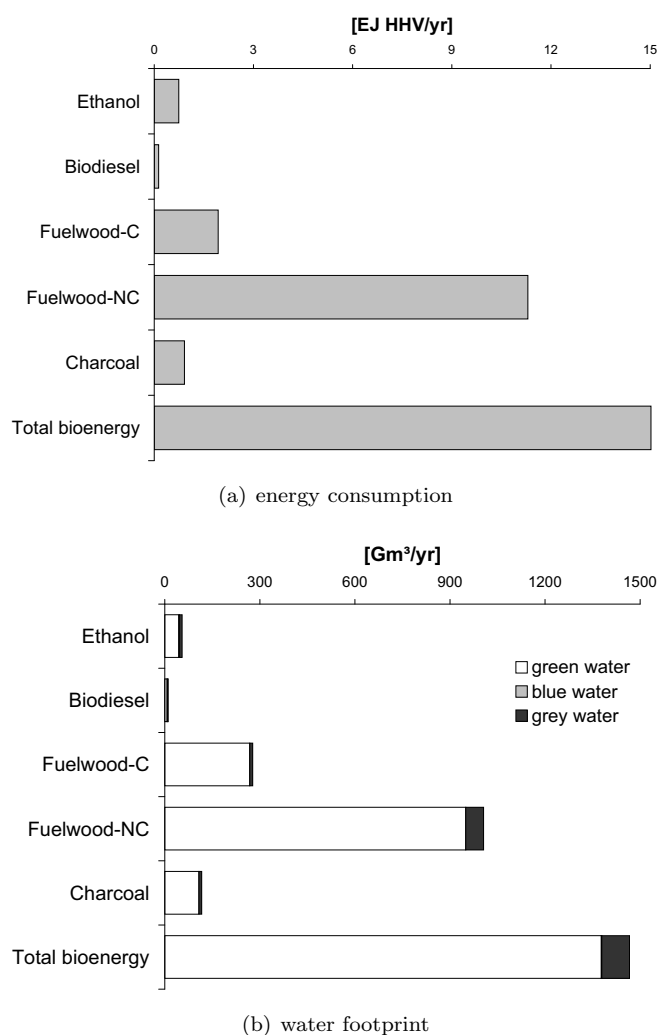 [EJ HHV/yr]
0 3 6 9 12 15
Ethanol
Biodiesel
Fuelwood-C
Fuelwood-NC
Charcoal
Total bioenergy
(a) energy consumption
[Gm³/yr]
0 300 600 900 1200 1500
Ethanol
green water
Biodiesel
blue water
grey water
Fuelwood-C
Fuelwood-NC
Charcoal
Total bioenergy
(b) water footprint